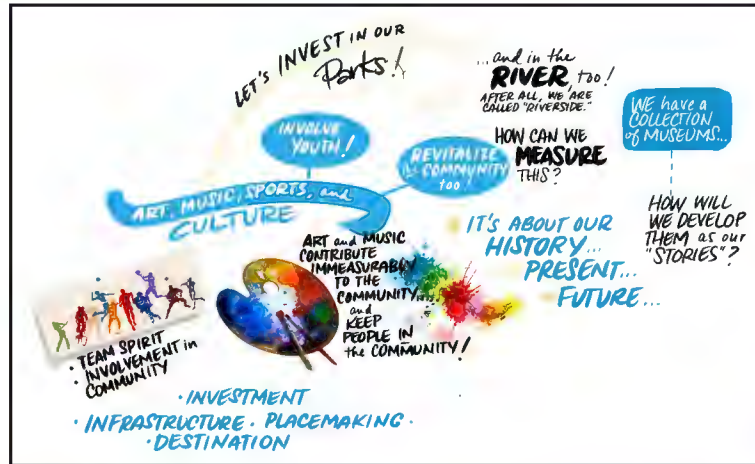 LET'S INVEST IN OUR
Parks!
...and in the
RIVER, too!
AFTER ALL, WE ARE
CALLED "RIVERSIDE."
HOW CAN WE
MEASURE
THIS?
WE have a
COLLECTION
of MUSEUMS...
HOW WILL
WE DEVELOP
THEM as our
"STORIES"?
INVOLVE
YOUTH!
REVITALIZE
the COMMUNITY
too!
ART, MUSIC, SPORTS, and
CULTURE
IT'S ABOUT OUR
HISTORY...
PRESENT...
FUTURE...
ART and MUSIC
CONTRIBUTE
IMMEASURABLY
TO THE
COMMUNITY...
and
KEEP
PEOPLE IN
the COMMUNITY!
• TEAM SPIRIT
• INVOLVEMENT in
COMMUNITY
• INVESTMENT
• INFRASTRUCTURE • PLACEMAKING •
• DESTINATION